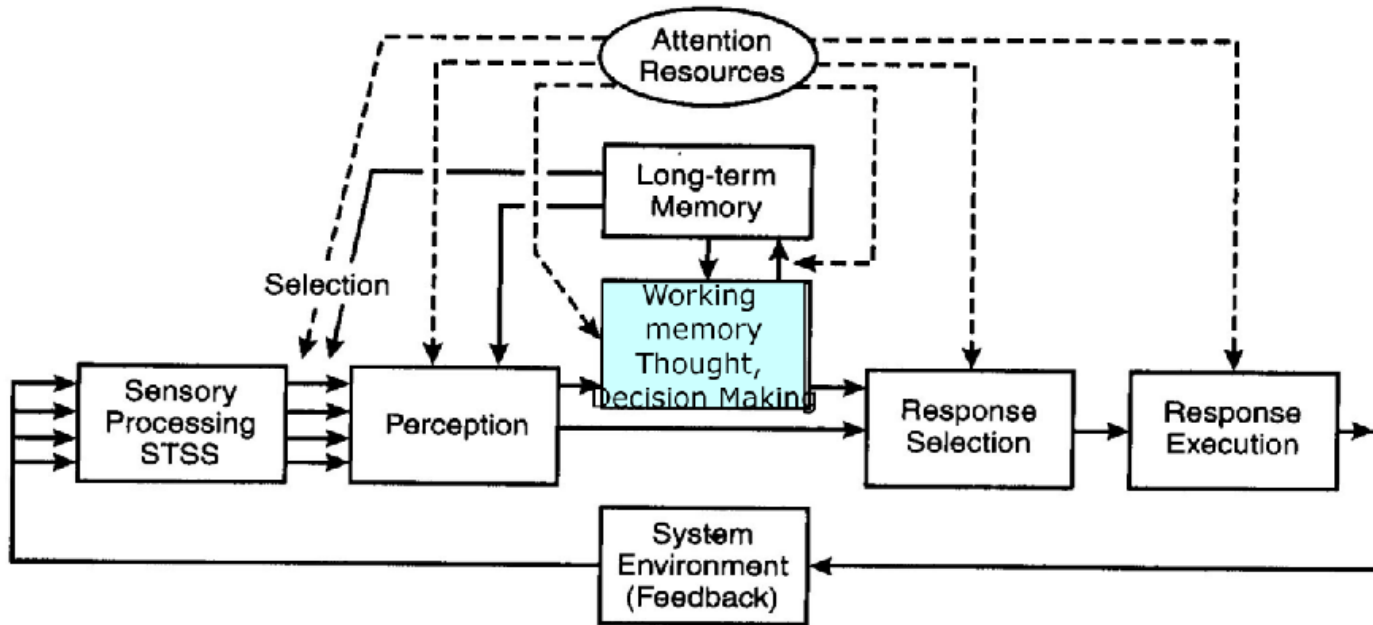 Attention
Resources
Long-term
Memory
Selection
Working
memory
Thought,
Decision Making
Sensory
Processing
STSS
Perception
Response
Selection
Response
Execution
System
Environment
(Feedback)